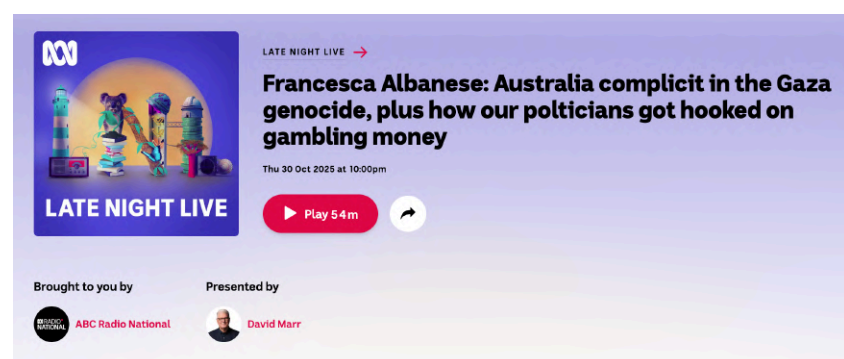 LATE NIGHT LIVE
LATE NIGHT LIVE →
Francesca Albanese: Australia complicit in the Gaza
genocide, plus how our polticians got hooked on
gambling money
Thu 30 Oct 2025 at 10:00pm
Play 54m
Brought to you by
Presented by
RADIO
NATIONAL
ABC Radio National
David Marr